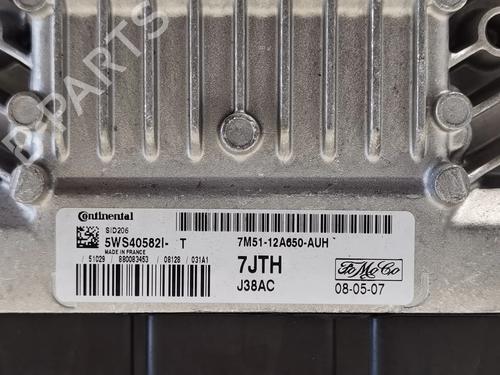 B-PARTS
Continental
SID206
5WS40582I- T
MADE IN FRANCE
/ 51029 / 880083453 / 08128 / 031A1
7M51-12A650-AUH
7JTH
J38AC
FoMoCo
08-05-07